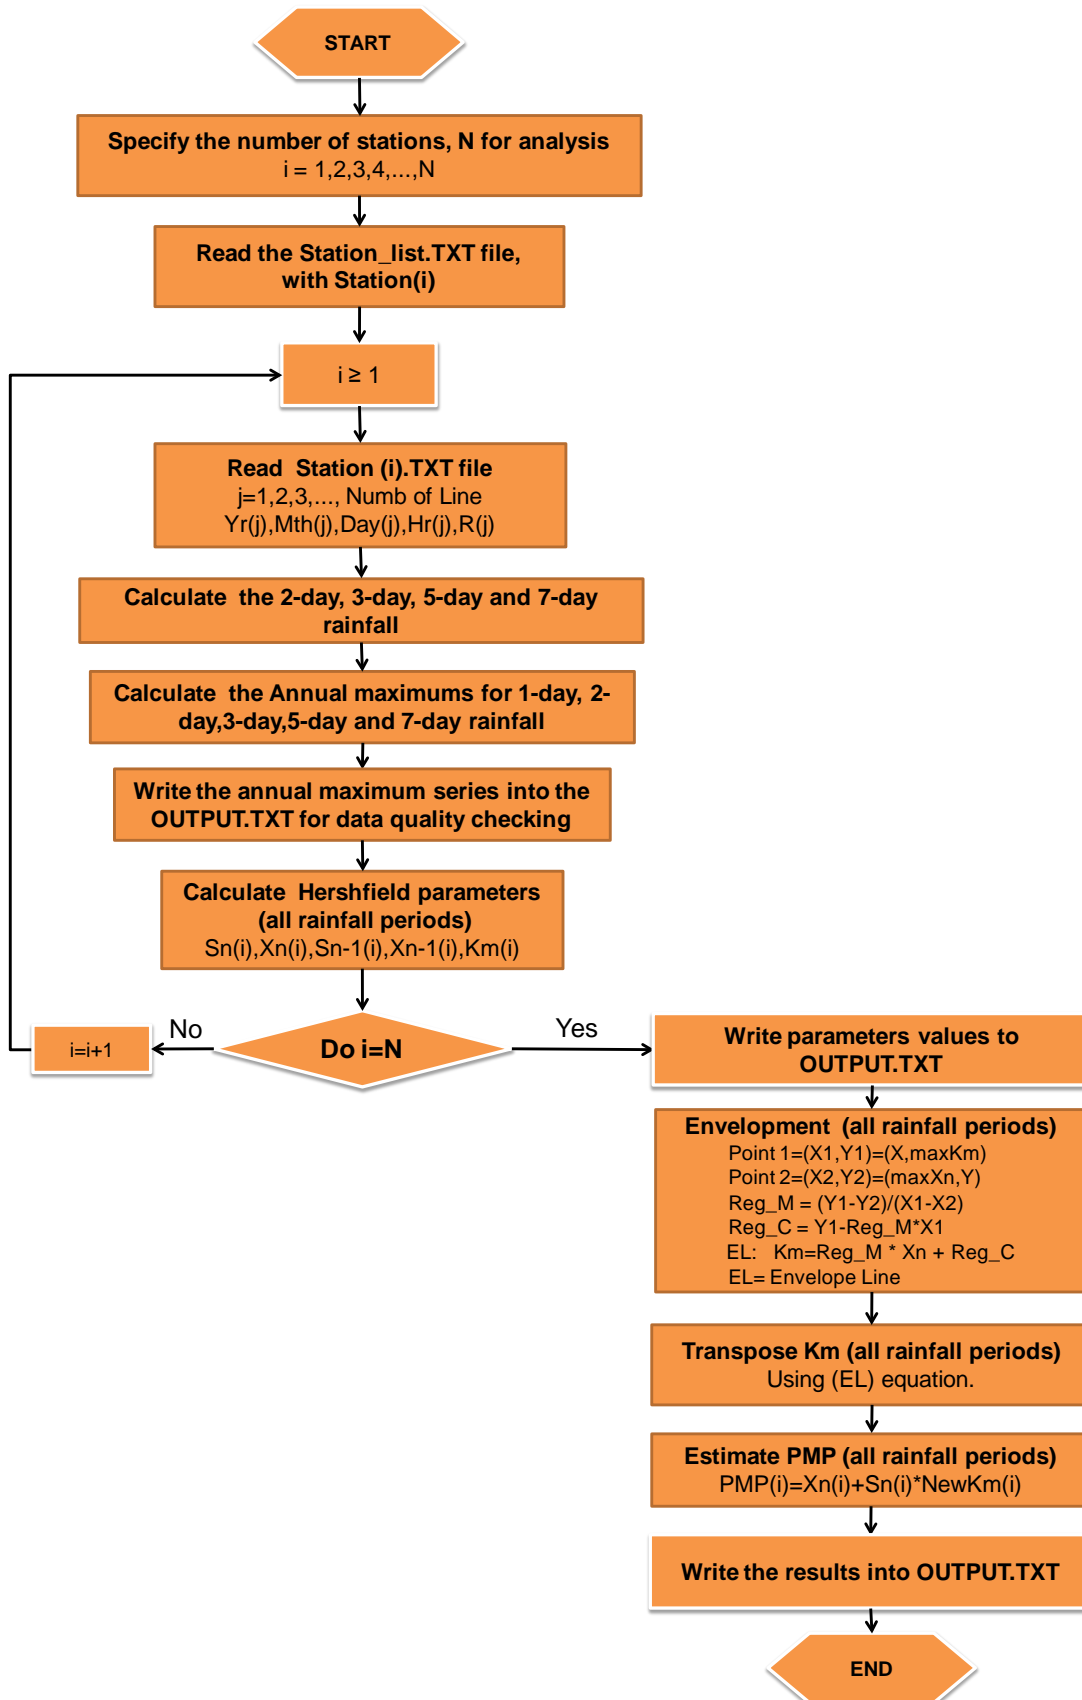 START
Specify the number of stations, N for analysis
i = 1,2,3,4,...,N
Read the Station_list.TXT file,
with Station(i)
i ≥ 1
Read Station (i).TXT file
j=1,2,3,..., Numb of Line
Yr(j),Mth(j),Day(j),Hr(j),R(j)
Calculate the 2-day, 3-day, 5-day and 7-day
rainfall
Calculate the Annual maximums for 1-day, 2-
day,3-day,5-day and 7-day rainfall
Write the annual maximum series into the
OUTPUT.TXT for data quality checking
Calculate Hershfield parameters
(all rainfall periods)
Sn(i),Xn(i),Sn-1(i),Xn-1(i),Km(i)
Do i=N
No
i=i+1
Yes
Write parameters values to
OUTPUT.TXT
Envelopment (all rainfall periods)
Point 1=(X1,Y1)=(X,maxKm)
Point 2=(X2,Y2)=(maxXn,Y)
Reg_M = (Y1-Y2)/(X1-X2)
Reg_C = Y1-Reg_M*X1
EL: Km=Reg_M * Xn + Reg_C
EL= Envelope Line
Transpose Km (all rainfall periods)
Using (EL) equation.
Estimate PMP (all rainfall periods)
PMP(i)=Xn(i)+Sn(i)*NewKm(i)
Write the results into OUTPUT.TXT
END